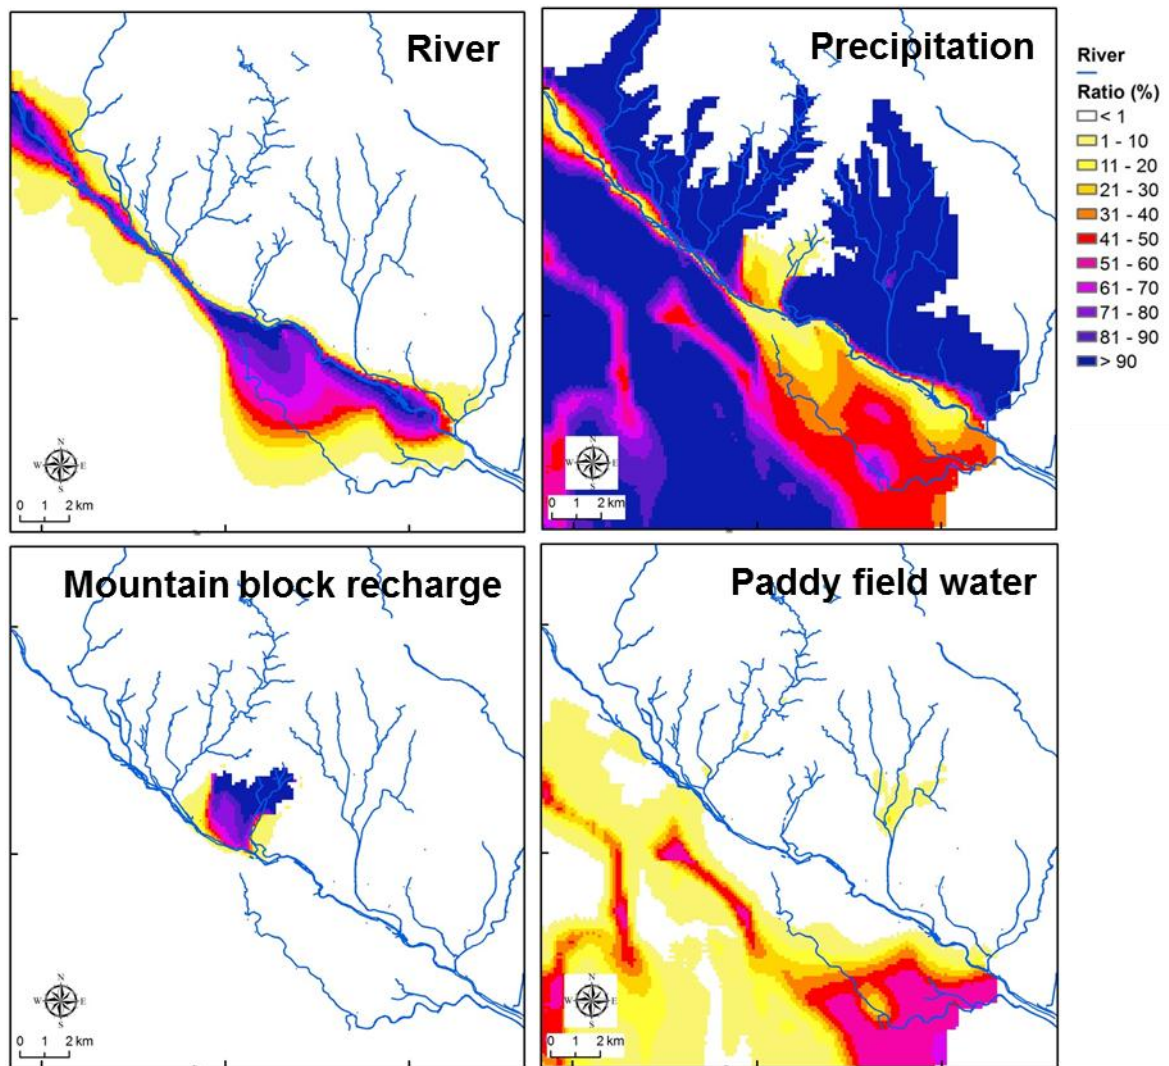 River
Precipitation
River
Ratio (%)
< 1
1 - 10
11 - 20
21 - 30
31 - 40
41 - 50
51 - 60
61 - 70
71 - 80
81 - 90
> 90
N
W E
S
0 1 2 km
N
W E
S
0 1 2 km
Mountain block recharge
Paddy field water
N
W E
S
0 1 2 km
N
W E
S
0 1 2 km